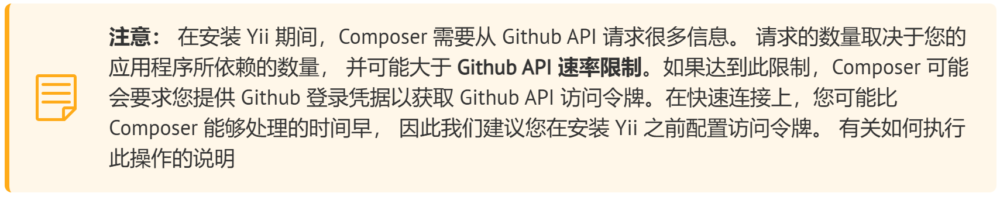 注意： 在安装 Yii 期间，Composer 需要从 Github API 请求很多信息。 请求的数量取决于您的
应用程序所依赖的数量， 并可能大于 Github API 速率限制。如果达到此限制，Composer 可能
会要求您提供 Github 登录凭据以获取 Github API 访问令牌。在快速连接上，您可能比
Composer 能够处理的时间早， 因此我们建议您在安装 Yii 之前配置访问令牌。 有关如何执行
此操作的说明